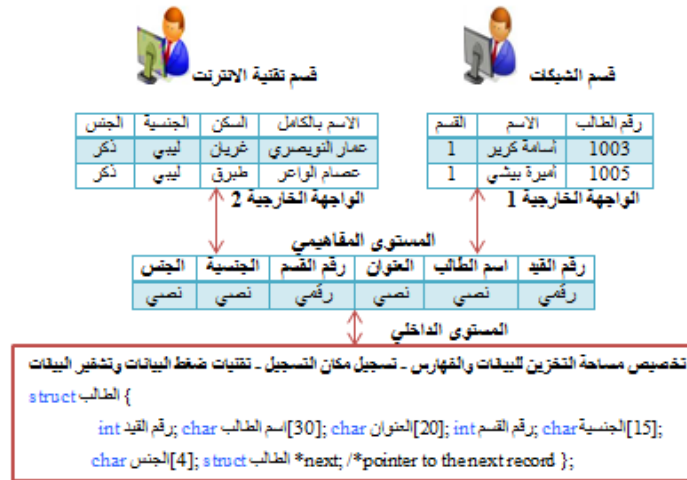 قسم الشبكات
قسم تقنية الانترنت
رقم الطالب الاسم القسم
1003 أسامة كرير 1
1005 أميرة بيشي 1
الواجهة الخارجية 1
الاسم بالكامل السكن الجنسية الجنس
عمار النويصري غريان ليبي ذكر
عصام الواعر طبرق ليبي ذكر
الواجهة الخارجية 2
المستوى المفاهيمي
رقم القيد اسم الطالب العنوان رقم القسم الجنسية الجنس
رقمي نصي نصي رقمي نصي نصي
المستوى الداخلي
تخصيص مساحة التخزين للبيانات والفهارس - تسجيل مكان التسجيل - تقنيات ضغط البيانات وتشفير البيانات
struct الطالب {
int رقم القيد; char اسم الطالب[30]; char العنوان[20]; int رقم القسم; char الجنسية[15];
char الجنس[4]; struct الطالب *next; /*pointer to the next record };